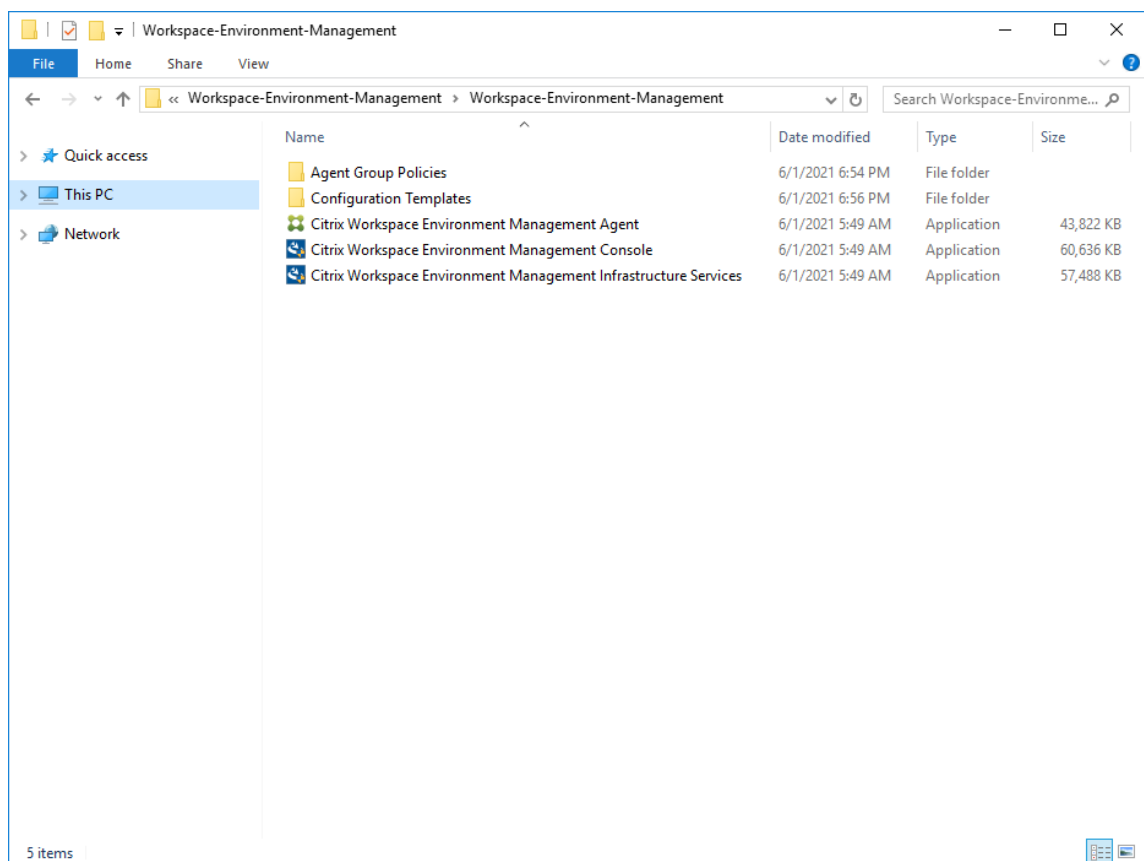 Workspace-Environment-Management
File Home Share View
« Workspace-Environment-Management › Workspace-Environment-Management Search Workspace-Environme...
Name Date modified Type Size
Quick access
This PC
Network
Agent Group Policies 6/1/2021 6:54 PM File folder
Configuration Templates 6/1/2021 6:56 PM File folder
Citrix Workspace Environment Management Agent 6/1/2021 5:49 AM Application 43,822 KB
Citrix Workspace Environment Management Console 6/1/2021 5:49 AM Application 60,636 KB
Citrix Workspace Environment Management Infrastructure Services 6/1/2021 5:49 AM Application 57,488 KB
5 items